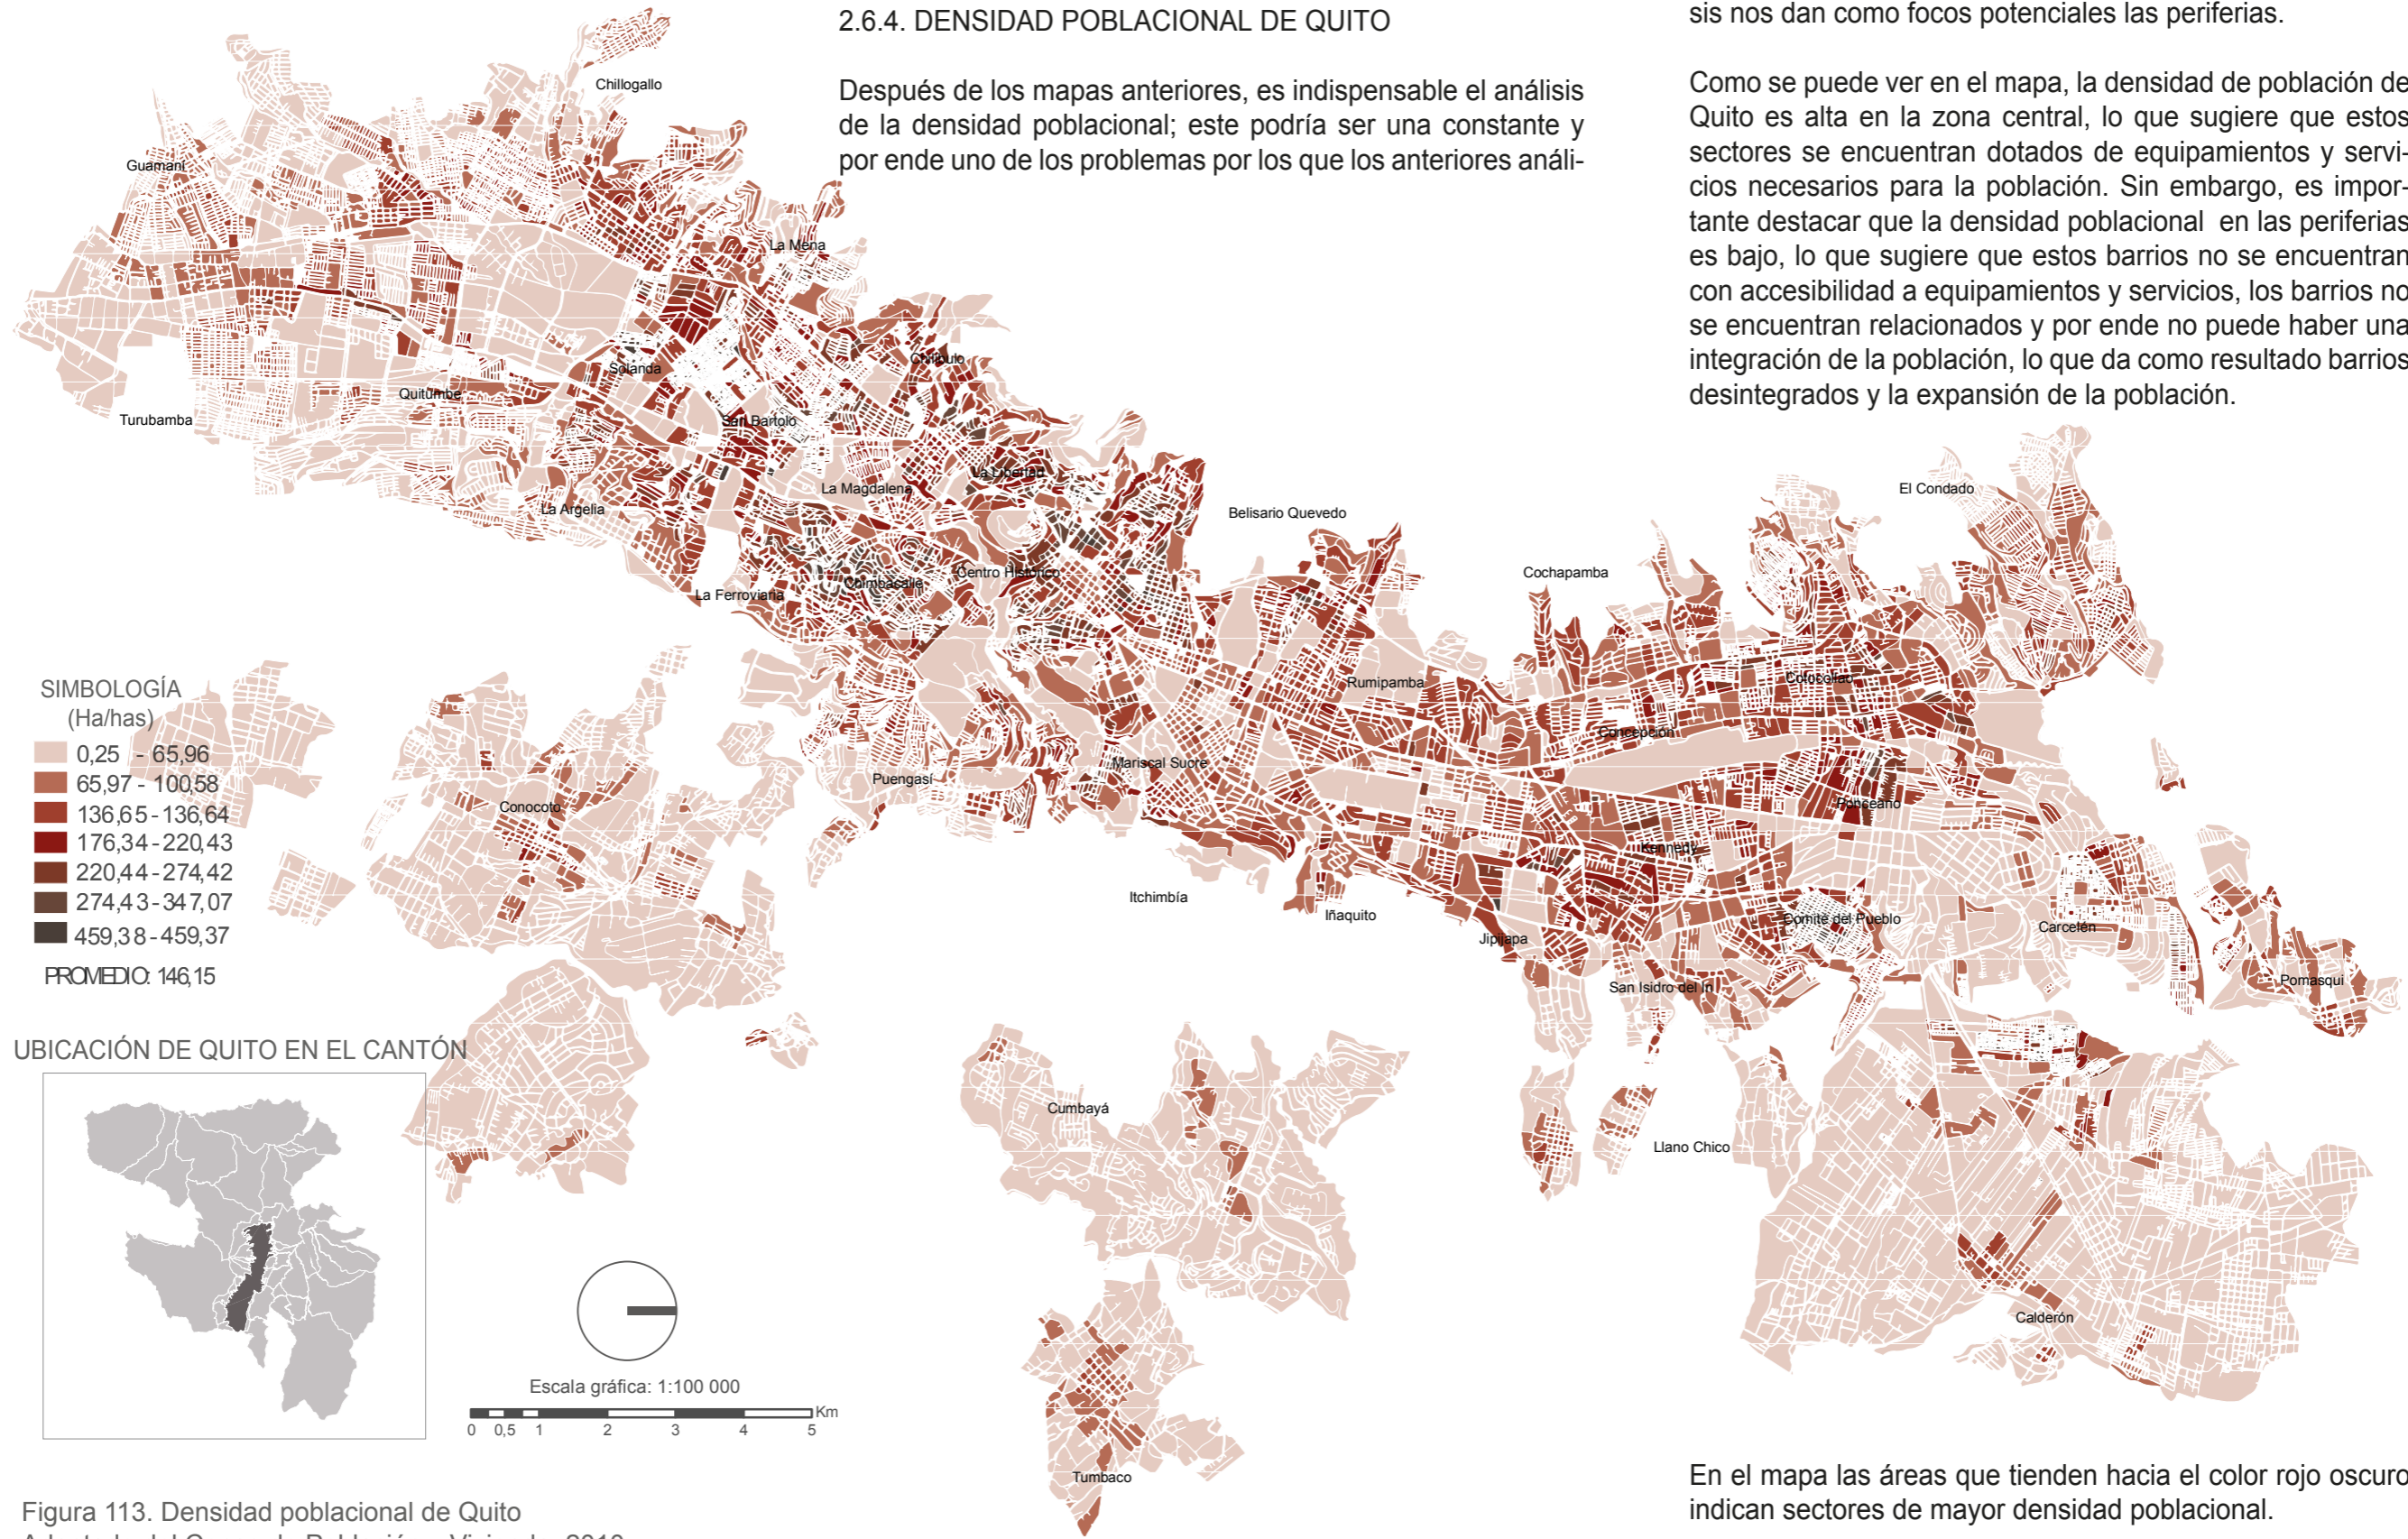 2.6.4. DENSIDAD POBLACIONAL DE QUITO
Después de los mapas anteriores, es indispensable el análisis
de la densidad poblacional; este podría ser una constante y
por ende uno de los problemas por los que los anteriores análi-
sis nos dan como focos potenciales las periferias.
Como se puede ver en el mapa, la densidad de población de
Quito es alta en la zona central, lo que sugiere que estos
sectores se encuentran dotados de equipamientos y servi-
cios necesarios para la población. Sin embargo, es impor-
tante destacar que la densidad poblacional en las periferias
es bajo, lo que sugiere que estos barrios no se encuentran
con accesibilidad a equipamientos y servicios, los barrios no
se encuentran relacionados y por ende no puede haber una
integración de la población, lo que da como resultado barrios
desintegrados y la expansión de la población.
Chillogallo
Guamaní
La Mena
Chilibulo
Solanda
Quitumbe
Turubamba
San Bartolo
La Libertad
La Magdalena
La Argelia
El Condado
Belisario Quevedo
Cochapamba
Centro Histórico
Chimbacalle
La Ferroviaria
Rumipamba
Cotocollao
Concepción
Mariscal Sucre
Puengasí
Ponceano
Conocoto
Kennedy
Itchimbía
Iñaquito
Jipijapa
Comité del Pueblo
Carcelén
San Isidro del In
Pomasqui
Cumbayá
Llano Chico
Calderón
Tumbaco
SIMBOLOGÍA
(Ha/has)
0,25 - 65,96
65,97 - 100,58
136,65 - 136,64
176,34 - 220,43
220,44 - 274,42
274,43 - 347,07
459,38 - 459,37
PROMEDIO: 146,15
UBICACIÓN DE QUITO EN EL CANTÓN
Escala gráfica: 1:100 000
Km
0 0,5 1 2 3 4 5
En el mapa las áreas que tienden hacia el color rojo oscuro
indican sectores de mayor densidad poblacional.
Figura 113. Densidad poblacional de Quito